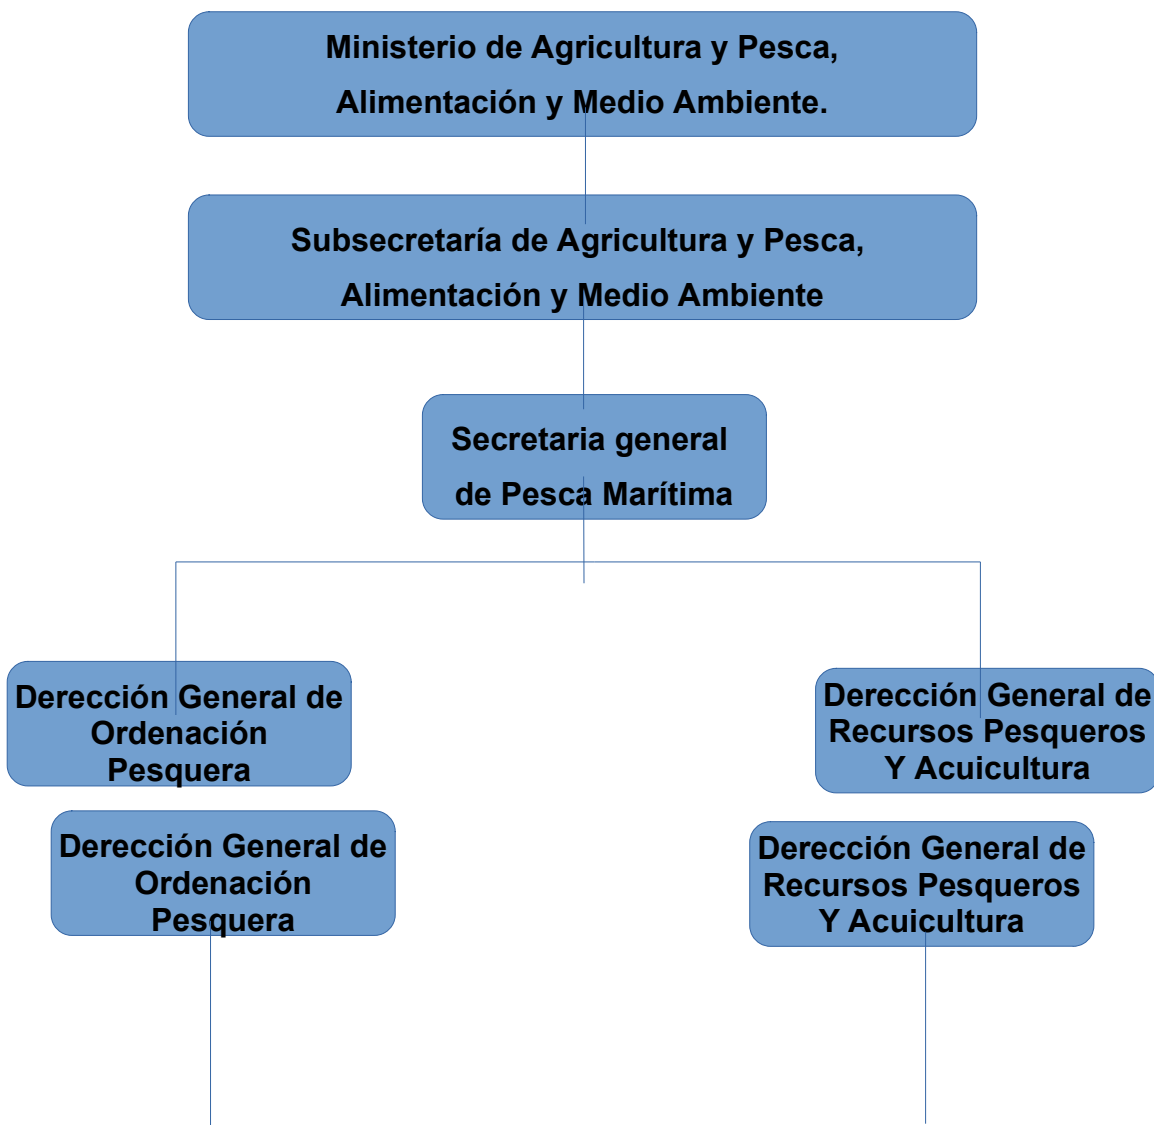 Ministerio de Agricultura y Pesca,
Alimentación y Medio Ambiente.
Subsecretaría de Agricultura y Pesca,
Alimentación y Medio Ambiente
Secretaria general
de Pesca Marítima
Derección General de
Ordenación
Pesquera
Derección General de
Recursos Pesqueros
Y Acuicultura
Derección General de
Ordenación
Pesquera
Derección General de
Recursos Pesqueros
Y Acuicultura